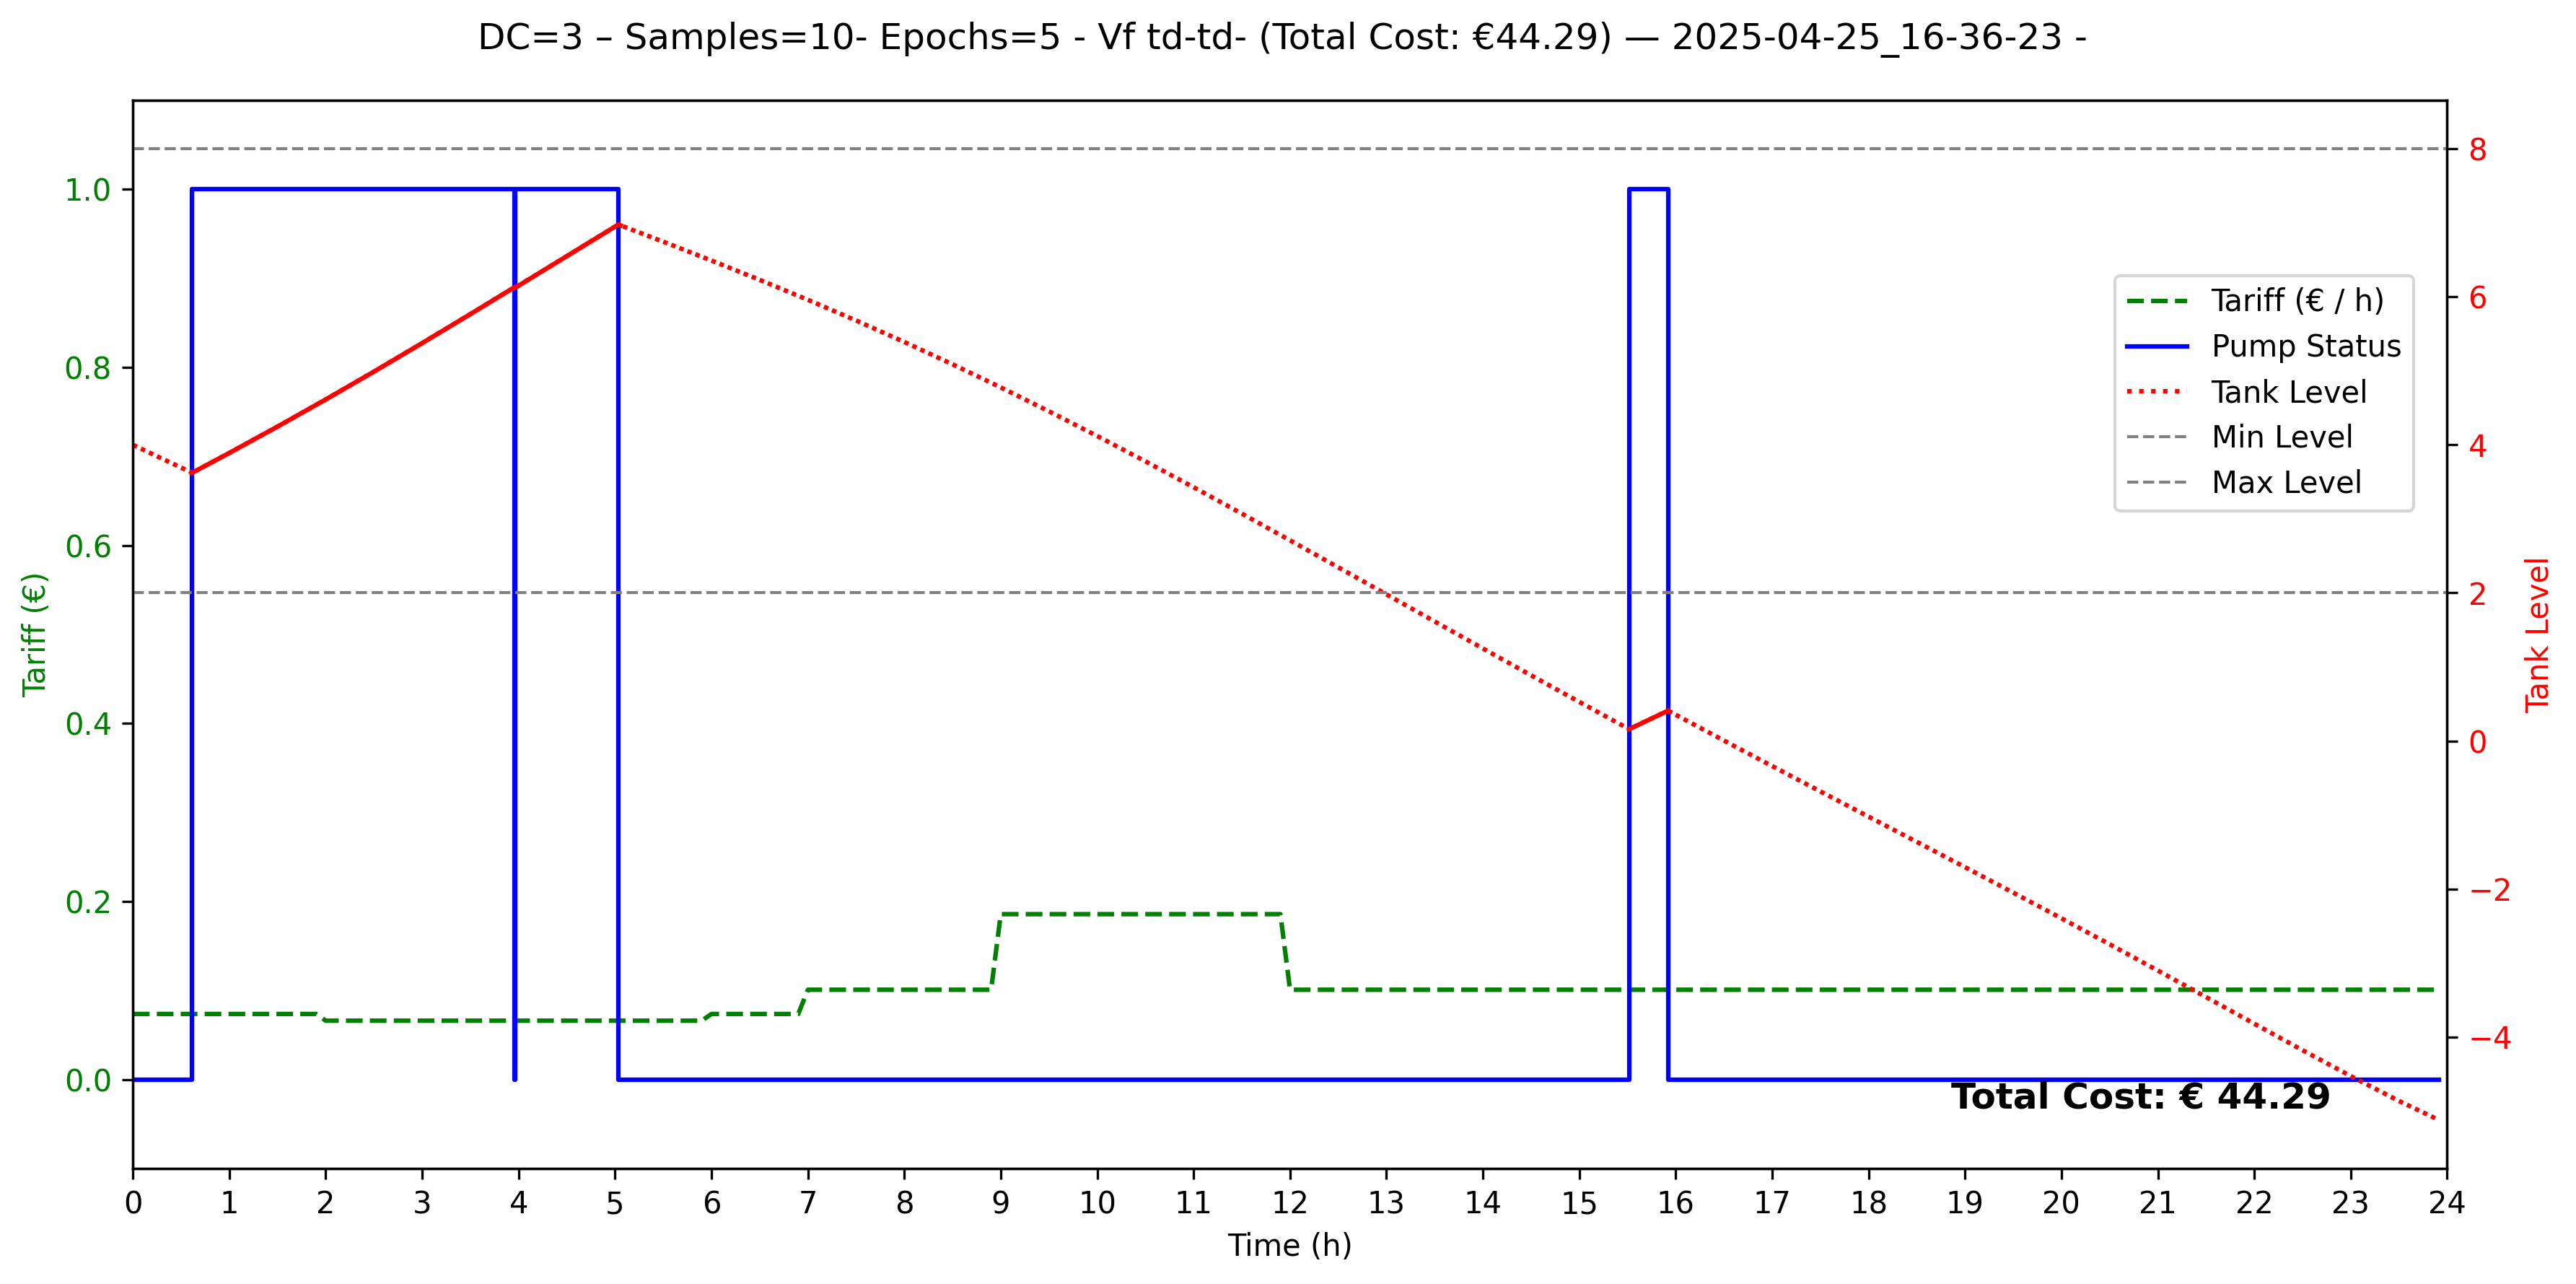 DC=3 – Samples=10- Epochs=5 - Vf td-td- (Total Cost: €44.29) — 2025-04-25_16-36-23 -
1.0
0.8
0.6
0.4
0.2
0.0
Tariff (€)
8
6
4
2
0
−2
−4
Tank Level
Tariff (€ / h)
Pump Status
Tank Level
Min Level
Max Level
Total Cost: € 44.29
0 1 2 3 4 5 6 7 8 9 10 11 12 13 14 15 16 17 18 19 20 21 22 23 24
Time (h)